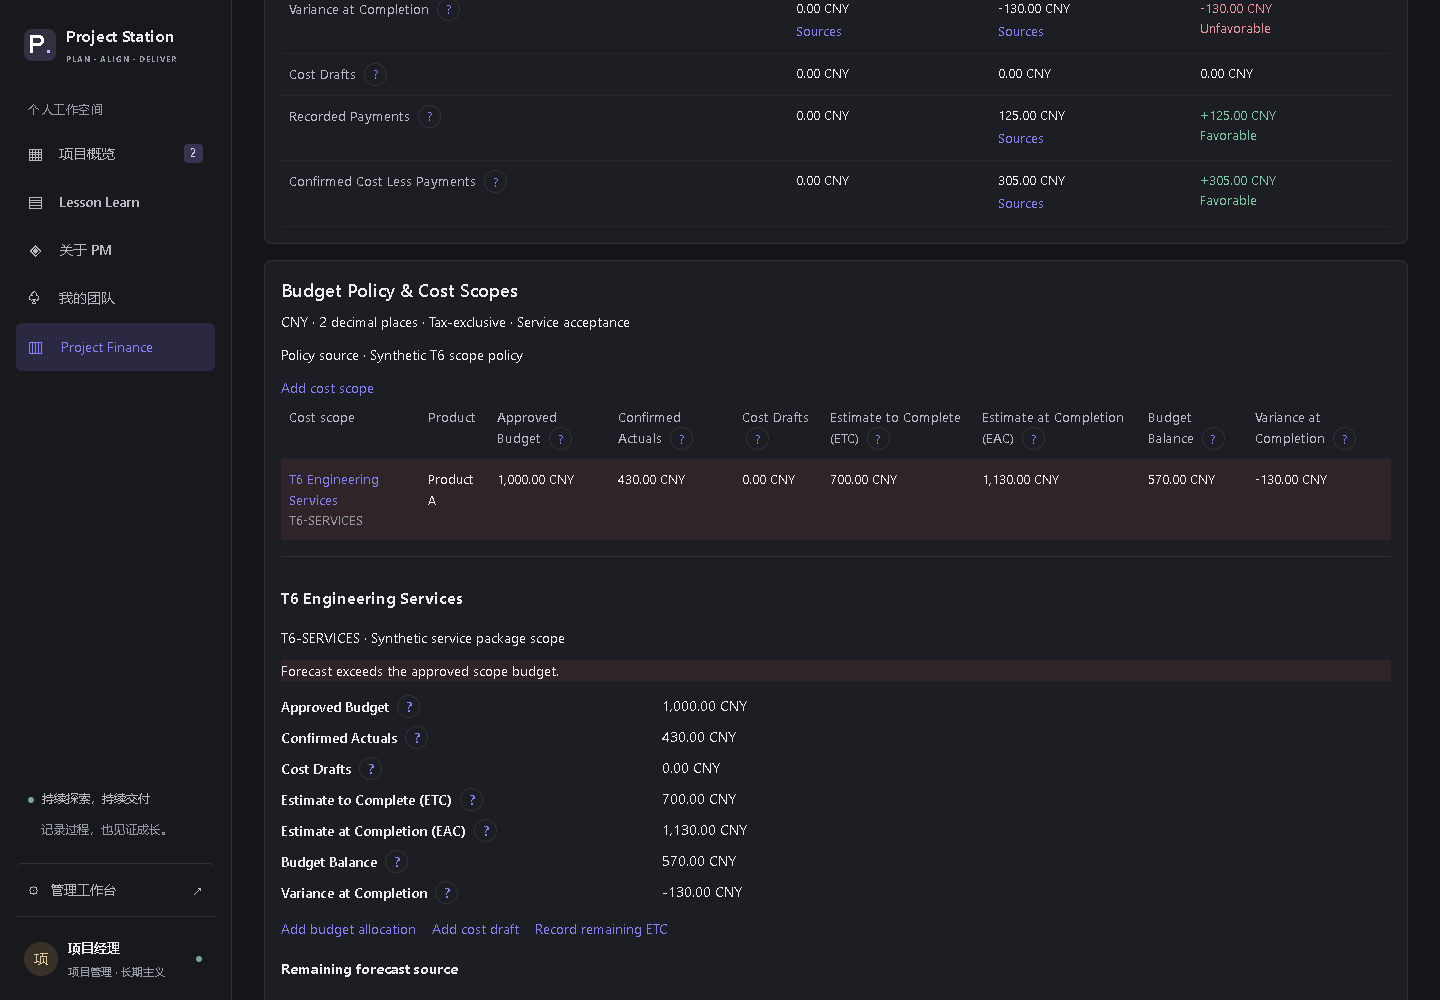 P.
Project Station
PLAN · ALIGN · DELIVER
个人工作空间
项目概览 2
Lesson Learn
关于 PM
我的团队
Project Finance
持续探索，持续交付
记录过程，也见证成长。
管理工作台 ↗
项
项目经理
项目管理 · 长期主义
Variance at Completion ? 0.00 CNY -130.00 CNY -130.00 CNY
Sources Sources Unfavorable
Cost Drafts ? 0.00 CNY 0.00 CNY 0.00 CNY
Recorded Payments ? 0.00 CNY 125.00 CNY +125.00 CNY
Sources Favorable
Confirmed Cost Less Payments ? 0.00 CNY 305.00 CNY +305.00 CNY
Sources Favorable
Budget Policy & Cost Scopes
CNY · 2 decimal places · Tax-exclusive · Service acceptance
Policy source · Synthetic T6 scope policy
Add cost scope
Cost scope Product Approved Confirmed Cost Drafts Estimate to Complete Estimate at Completion Budget Variance at
Budget ? Actuals ? ? (ETC) ? (EAC) ? Balance ? Completion ?
T6 Engineering Product 1,000.00 CNY 430.00 CNY 0.00 CNY 700.00 CNY 1,130.00 CNY 570.00 CNY -130.00 CNY
Services A
T6-SERVICES
T6 Engineering Services
T6-SERVICES · Synthetic service package scope
Forecast exceeds the approved scope budget.
Approved Budget ? 1,000.00 CNY
Confirmed Actuals ? 430.00 CNY
Cost Drafts ? 0.00 CNY
Estimate to Complete (ETC) ? 700.00 CNY
Estimate at Completion (EAC) ? 1,130.00 CNY
Budget Balance ? 570.00 CNY
Variance at Completion ? -130.00 CNY
Add budget allocation Add cost draft Record remaining ETC
Remaining forecast source